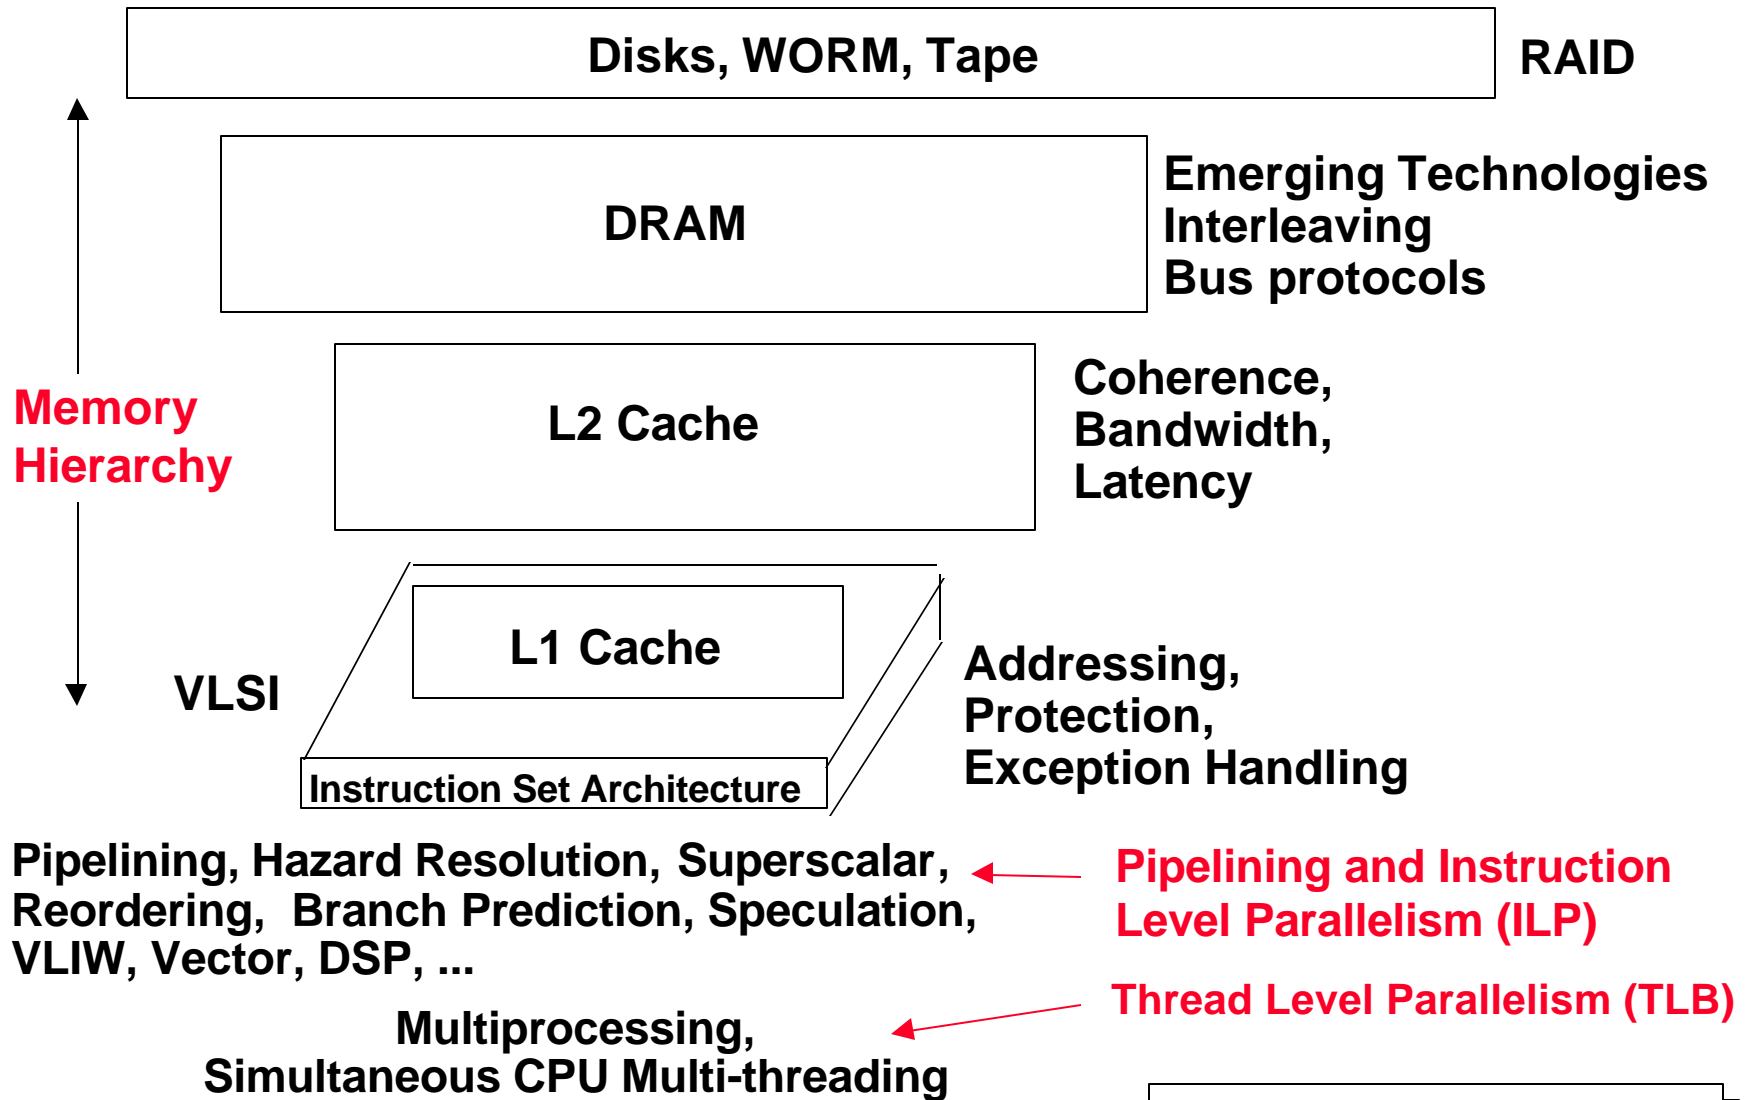 Disks, WORM, Tape
RAID
DRAM
Emerging Technologies
Interleaving
Bus protocols
Memory
Hierarchy
L2 Cache
Coherence,
Bandwidth,
Latency
L1 Cache
VLSI
Addressing,
Protection,
Exception Handling
Instruction Set Architecture
Pipelining, Hazard Resolution, Superscalar,
Reordering, Branch Prediction, Speculation,
VLIW, Vector, DSP, ...
Pipelining and Instruction
Level Parallelism (ILP)
Thread Level Parallelism (TLB)
Multiprocessing,
Simultaneous CPU Multi-threading